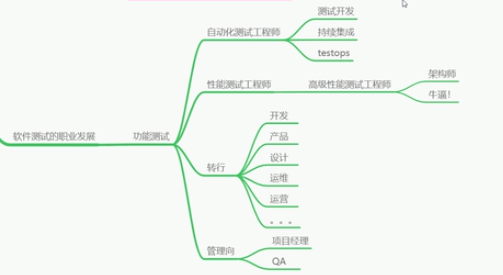 软件测试的职业发展
功能测试
自动化测试工程师
测试开发
持续集成
testops
性能测试工程师
高级性能测试工程师
架构师
牛逼！
转行
开发
产品
设计
运维
运营
。。。
管理向
项目经理
QA